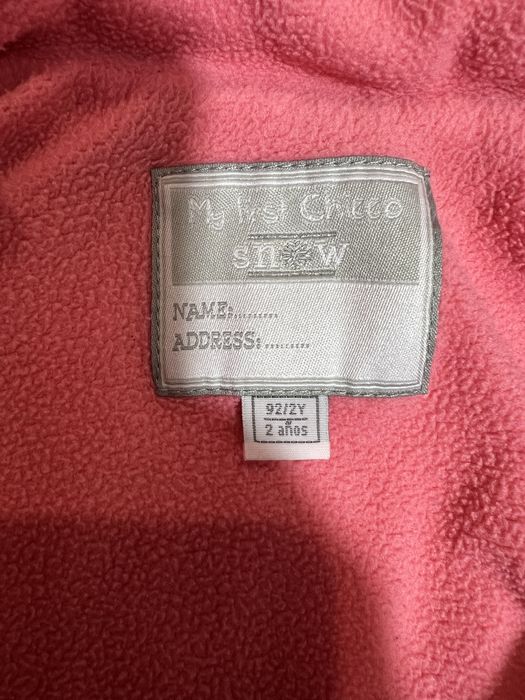 My first Chicco
snow
NAME:.........
ADDRESS:........
92/2Y
2 años